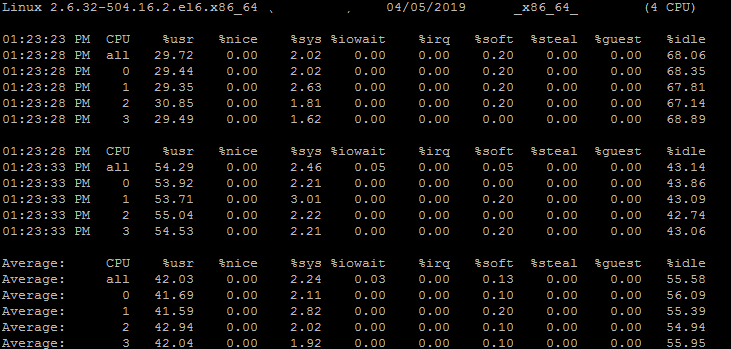 Linux 2.6.32-504.16.2.el6.x86_64 04/05/2019 _x86_64_ (4 CPU)
01:23:23 PM CPU %usr %nice %sys %iowait %irq %soft %steal %guest %idle
01:23:28 PM all 29.72 0.00 2.02 0.00 0.00 0.20 0.00 0.00 68.06
01:23:28 PM 0 29.44 0.00 2.02 0.00 0.00 0.20 0.00 0.00 68.35
01:23:28 PM 1 29.35 0.00 2.63 0.00 0.00 0.20 0.00 0.00 67.81
01:23:28 PM 2 30.85 0.00 1.81 0.00 0.00 0.20 0.00 0.00 67.14
01:23:28 PM 3 29.49 0.00 1.62 0.00 0.00 0.00 0.00 0.00 68.89
01:23:28 PM CPU %usr %nice %sys %iowait %irq %soft %steal %guest %idle
01:23:33 PM all 54.29 0.00 2.46 0.05 0.00 0.05 0.00 0.00 43.14
01:23:33 PM 0 53.92 0.00 2.21 0.00 0.00 0.00 0.00 0.00 43.86
01:23:33 PM 1 53.71 0.00 3.01 0.00 0.00 0.20 0.00 0.00 43.09
01:23:33 PM 2 55.04 0.00 2.22 0.00 0.00 0.00 0.00 0.00 42.74
01:23:33 PM 3 54.53 0.00 2.21 0.00 0.00 0.20 0.00 0.00 43.06
Average: CPU %usr %nice %sys %iowait %irq %soft %steal %guest %idle
Average: all 42.03 0.00 2.24 0.03 0.00 0.13 0.00 0.00 55.58
Average: 0 41.69 0.00 2.11 0.00 0.00 0.10 0.00 0.00 56.09
Average: 1 41.59 0.00 2.82 0.00 0.00 0.20 0.00 0.00 55.39
Average: 2 42.94 0.00 2.02 0.00 0.00 0.10 0.00 0.00 54.94
Average: 3 42.04 0.00 1.92 0.00 0.00 0.10 0.00 0.00 55.95